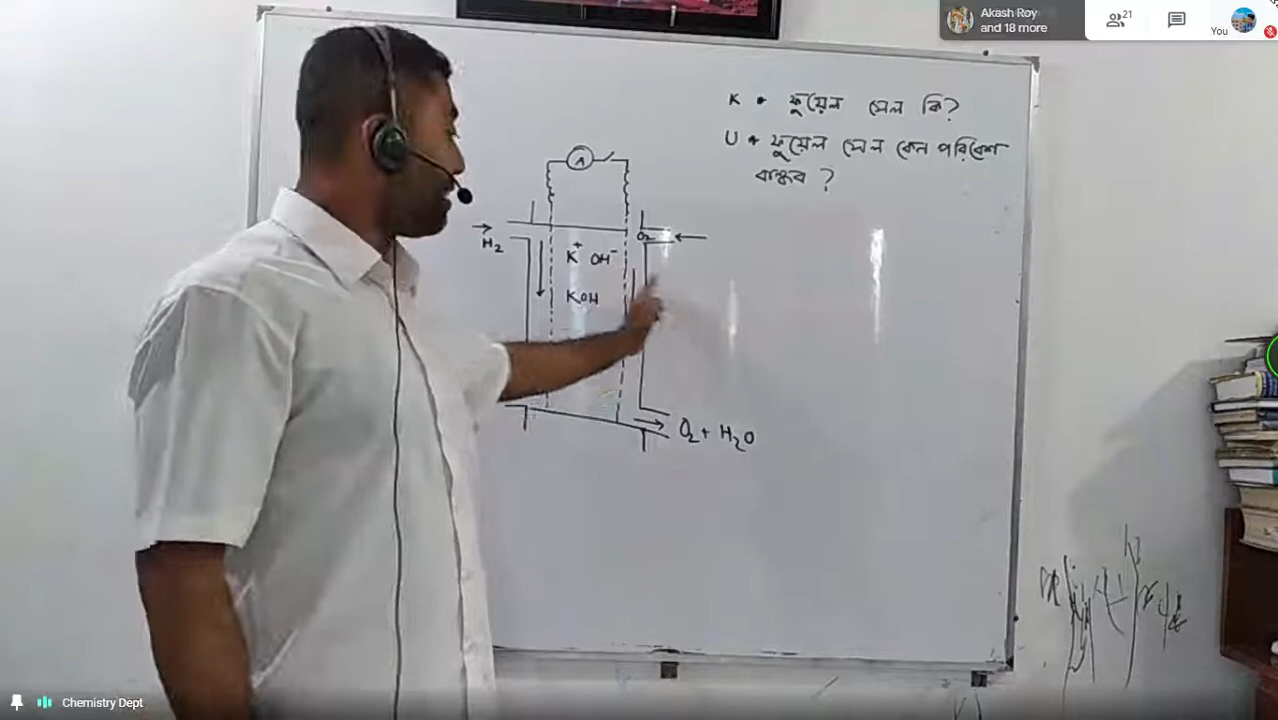 Akash Roy
and 18 more
21
You
K • ফুয়েল সেল কি?
U • ফুয়েল সেল কেন পরিবেশ
বান্ধব ?
A
H₂
O₂
K⁺ OH⁻
KOH
O₂ + H₂O
Chemistry Dept